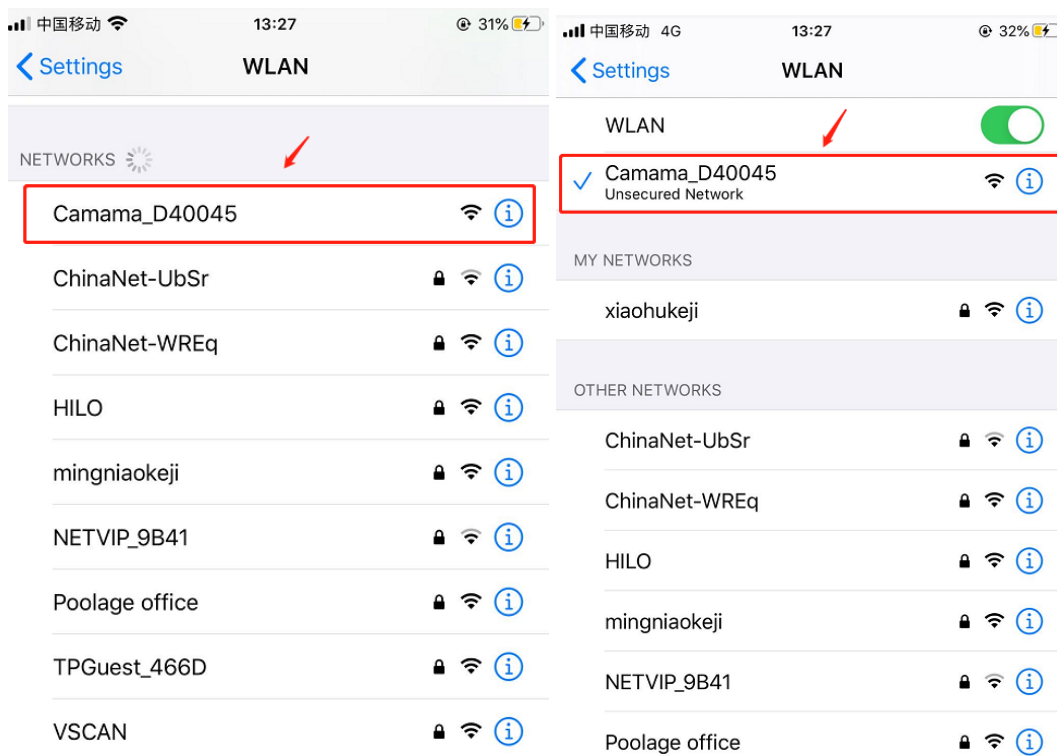 中国移动 13:27 31%
Settings WLAN
NETWORKS
Camama_D40045
ChinaNet-UbSr
ChinaNet-WREq
HILO
mingniaokeji
NETVIP_9B41
Poolage office
TPGuest_466D
VSCAN
中国移动 4G 13:27 32%
Settings WLAN
WLAN
Camama_D40045
Unsecured Network
MY NETWORKS
xiaohukeji
OTHER NETWORKS
ChinaNet-UbSr
ChinaNet-WREq
HILO
mingniaokeji
NETVIP_9B41
Poolage office